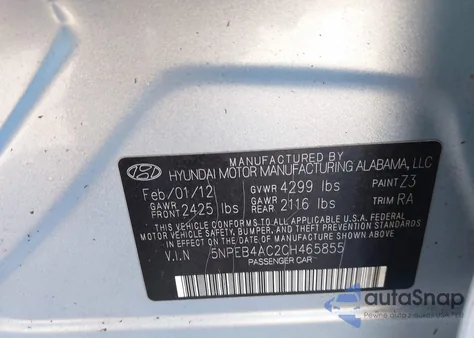 MANUFACTURED BY
HYUNDAI MOTOR MANUFACTURING ALABAMA, LLC
Feb/01/12 GVWR 4299 lbs PAINT Z3
GAWR FRONT 2425 lbs GAWR REAR. 2116 lbs TRIM RA
THIS VEHICLE CONFORMS TO ALL APPLICABLE U.S.A. FEDERAL
MOTOR VEHICLE SAFETY, BUMPER, AND THEFT PREVENTION STANDARDS
IN EFFECT ON THE DATE OF MANUFACTURE SHOWN ABOVE.
V.I.N 5NPEB4AC2CH465855
PASSENGER CAR
autoSnap